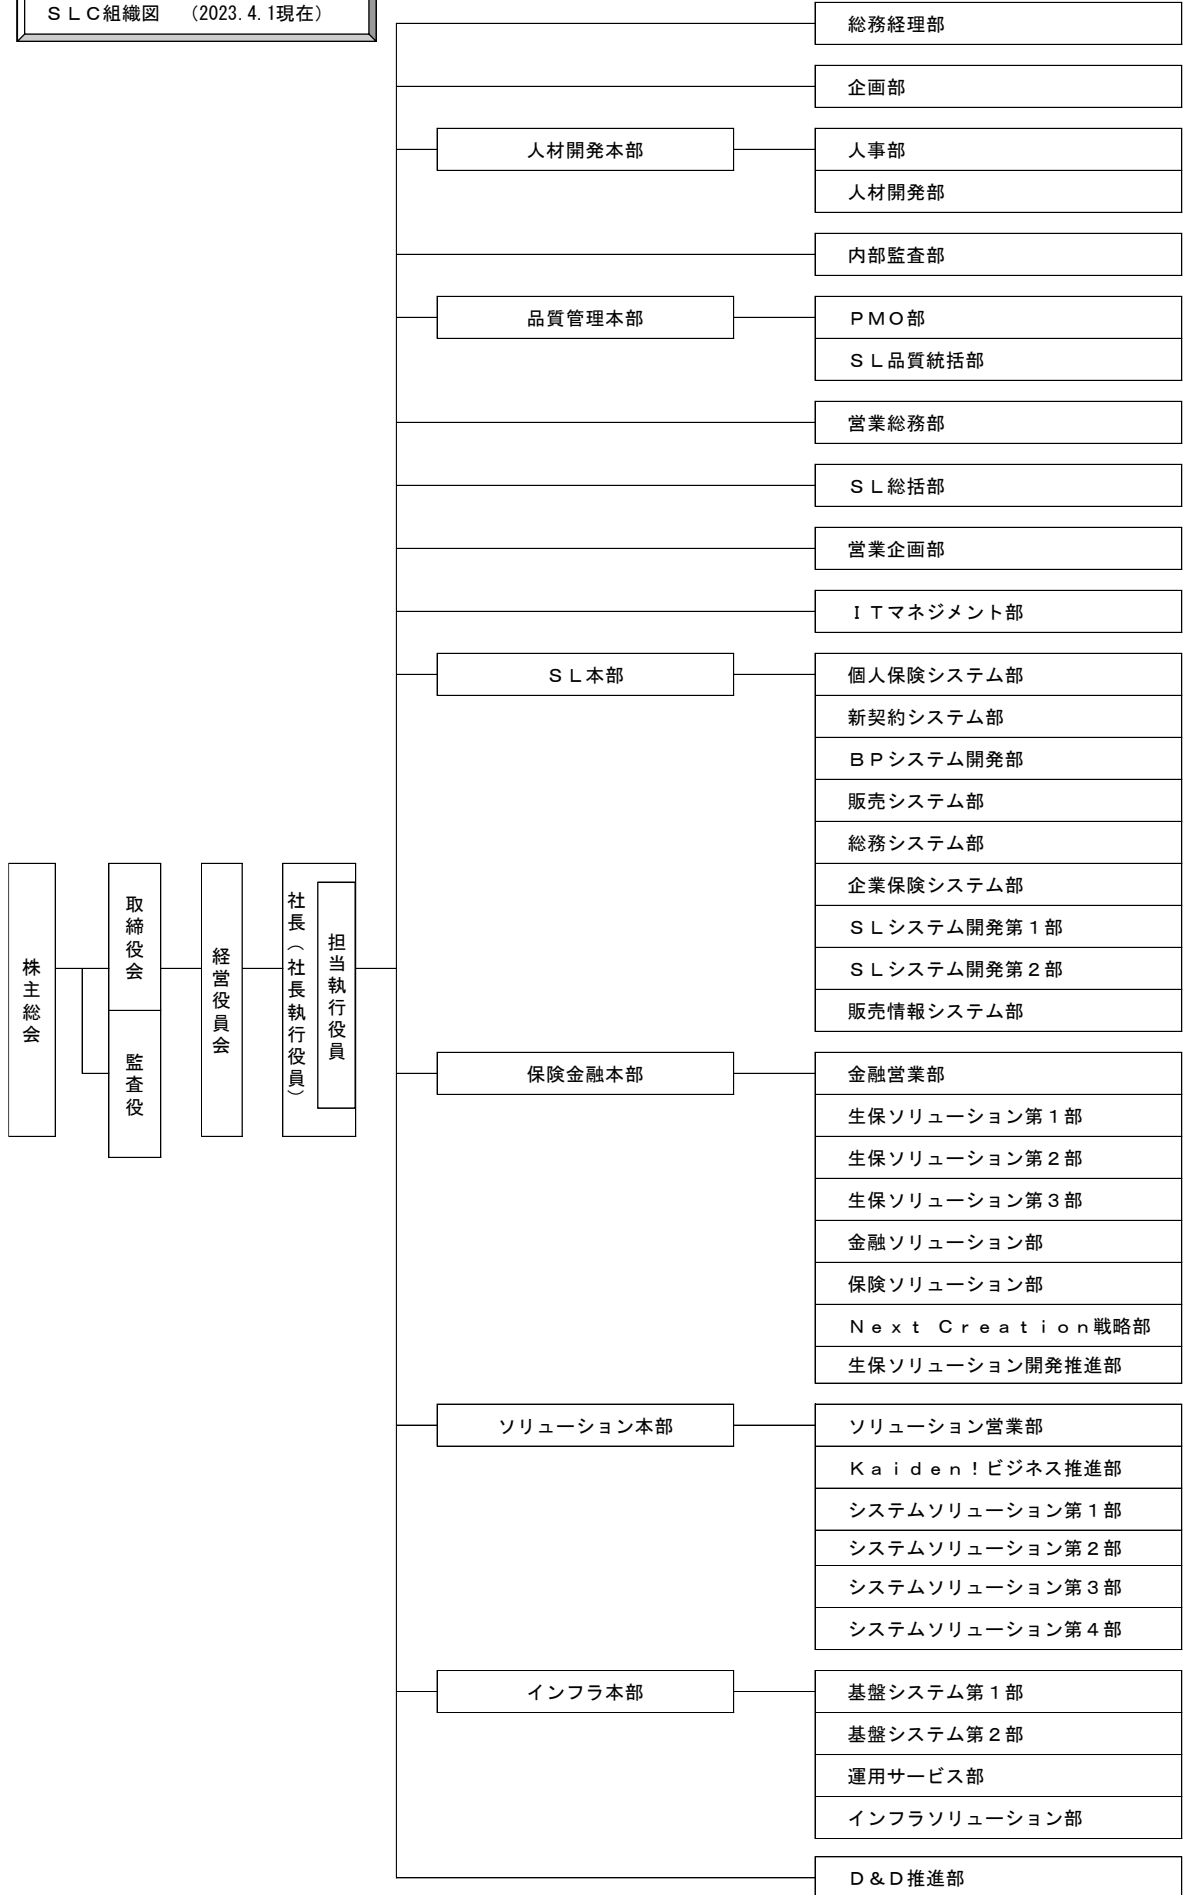 ＳＬＣ組織図　（2023.4.1現在）
総務経理部
企画部
人材開発本部
人事部
人材開発部
内部監査部
品質管理本部
ＰＭＯ部
ＳＬ品質統括部
営業総務部
ＳＬ総括部
営業企画部
ＩＴマネジメント部
ＳＬ本部
個人保険システム部
新契約システム部
ＢＰシステム開発部
販売システム部
総務システム部
企業保険システム部
ＳＬシステム開発第１部
ＳＬシステム開発第２部
販売情報システム部
株主総会
取締役会
監査役
経営役員会
社長（社長執行役員）
担当執行役員
保険金融本部
金融営業部
生保ソリューション第１部
生保ソリューション第２部
生保ソリューション第３部
金融ソリューション部
保険ソリューション部
Ｎｅｘｔ　Ｃｒｅａｔｉｏｎ戦略部
生保ソリューション開発推進部
ソリューション本部
ソリューション営業部
Ｋａｉｄｅｎ！ビジネス推進部
システムソリューション第１部
システムソリューション第２部
システムソリューション第３部
システムソリューション第４部
インフラ本部
基盤システム第１部
基盤システム第２部
運用サービス部
インフラソリューション部
Ｄ＆Ｄ推進部